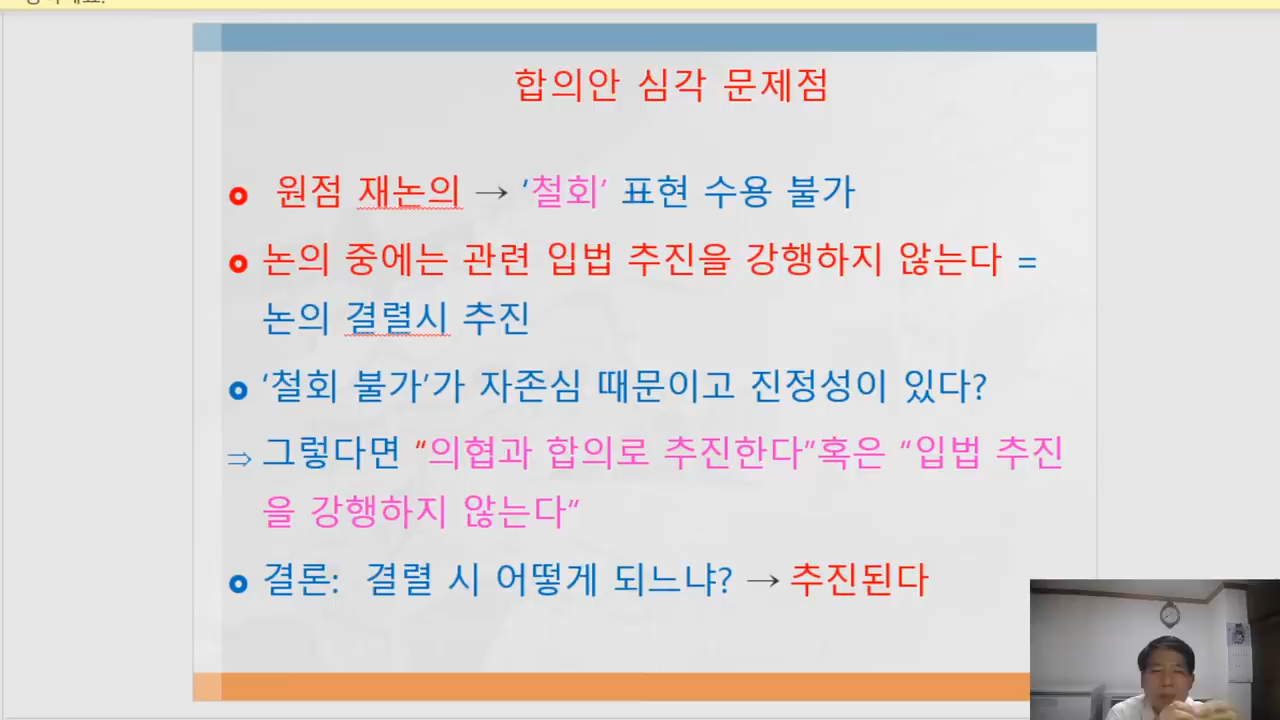 합의안 심각 문제점
원점 재논의 → ‘철회’ 표현 수용 불가
논의 중에는 관련 입법 추진을 강행하지 않는다 =
논의 결렬시 추진
‘철회 불가’가 자존심 때문이고 진정성이 있다?
⇒ 그렇다면 “의협과 합의로 추진한다”혹은 “입법 추진
을 강행하지 않는다”
결론: 결렬 시 어떻게 되느냐? → 추진된다